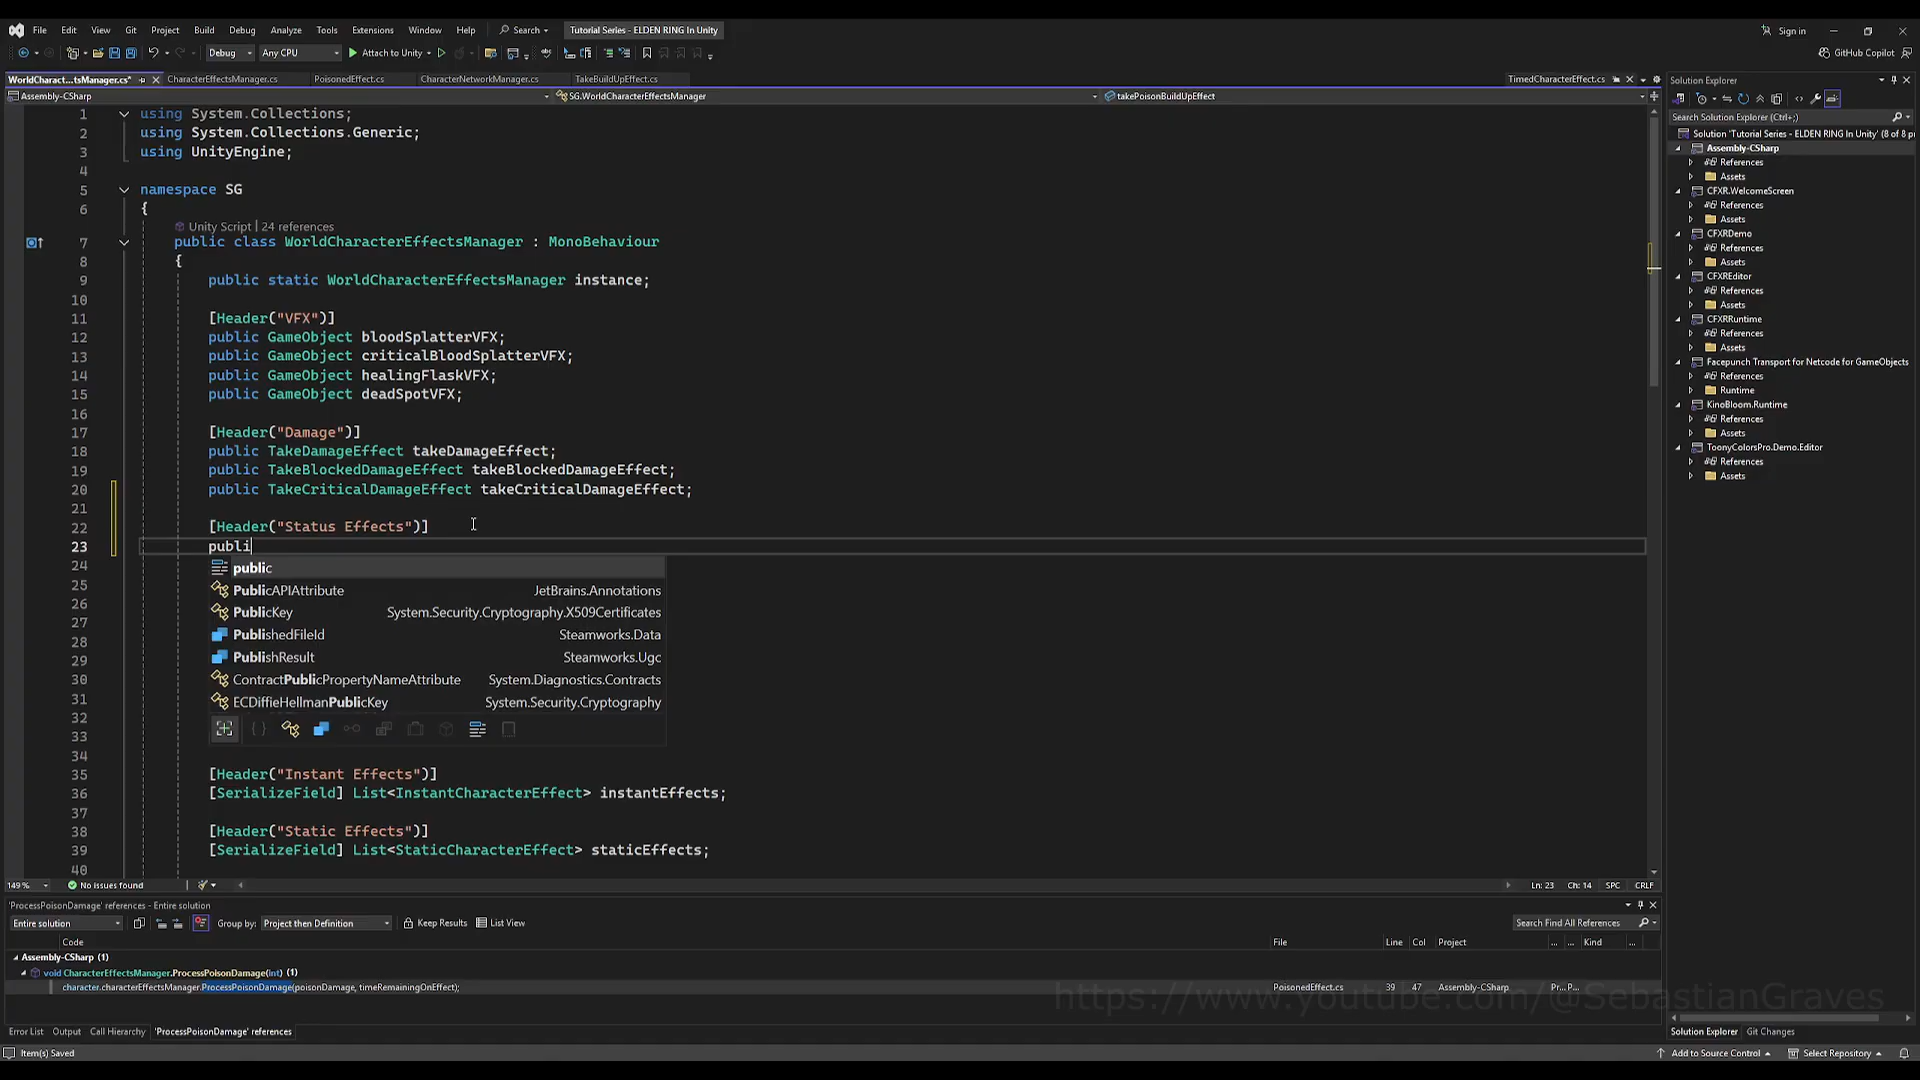 File Edit View Git Project Build Debug Analyze Tools Extensions Window Help Search Tutorial Series - ELDEN RING In Unity Sign in
Debug Any CPU Attach to Unity GitHub Copilot
WorldCharact...tsManager.cs* CharacterEffectsManager.cs PoisonedEffect.cs CharacterNetworkManager.cs TakeBuildUpEffect.cs TimedCharacterEffect.cs
Assembly-CSharp SG.WorldCharacterEffectsManager takePoisonBuildUpEffect
1 using System.Collections;
2 using System.Collections.Generic;
3 using UnityEngine;
4
5 namespace SG
6 {
Unity Script | 24 references
7 public class WorldCharacterEffectsManager : MonoBehaviour
8 {
9 public static WorldCharacterEffectsManager instance;
10
11 [Header("VFX")]
12 public GameObject bloodSplatterVFX;
13 public GameObject criticalBloodSplatterVFX;
14 public GameObject healingFlaskVFX;
15 public GameObject deadSpotVFX;
16
17 [Header("Damage")]
18 public TakeDamageEffect takeDamageEffect;
19 public TakeBlockedDamageEffect takeBlockedDamageEffect;
20 public TakeCriticalDamageEffect takeCriticalDamageEffect;
21
22 [Header("Status Effects")]
23 publi
24 public
25 PublicAPIAttribute JetBrains.Annotations
26 PublicKey System.Security.Cryptography.X509Certificates
27
28 PublishedFileId Steamworks.Data
29 PublishResult Steamworks.Ugc
30 ContractPublicPropertyNameAttribute System.Diagnostics.Contracts
31 ECDiffieHellmanPublicKey System.Security.Cryptography
32
33
34
35 [Header("Instant Effects")]
36 [SerializeField] List<InstantCharacterEffect> instantEffects;
37
38 [Header("Static Effects")]
39 [SerializeField] List<StaticCharacterEffect> staticEffects;
40
149 % No issues found Ln: 23 Ch: 14 SPC CRLF
'ProcessPoisonDamage' references - Entire solution
Entire solution Group by: Project then Definition Keep Results List View Search Find All References
Code File Line Col Project ... ... Kind ...
Assembly-CSharp (1)
void CharacterEffectsManager.ProcessPoisonDamage(int) (1)
character.characterEffectsManager.ProcessPoisonDamage(poisonDamage, timeRemainingOnEffect); PoisonedEffect.cs 39 47 Assembly-CSharp Pr... P...
https://www.youtube.com/@SebastianGraves
Error List Output Call Hierarchy 'ProcessPoisonDamage' references
Item(s) Saved
Solution Explorer
Search Solution Explorer (Ctrl+;)
Solution 'Tutorial Series - ELDEN RING In Unity' (8 of 8 p
Assembly-CSharp
References
Assets
CFXR.WelcomeScreen
References
Assets
CFXRDemo
References
Assets
CFXREditor
References
Assets
CFXRRuntime
References
Assets
Facepunch Transport for Netcode for GameObjects
References
Runtime
KinoBloom.Runtime
References
Assets
ToonyColorsPro.Demo.Editor
References
Assets
Solution Explorer Git Changes
Add to Source Control Select Repository